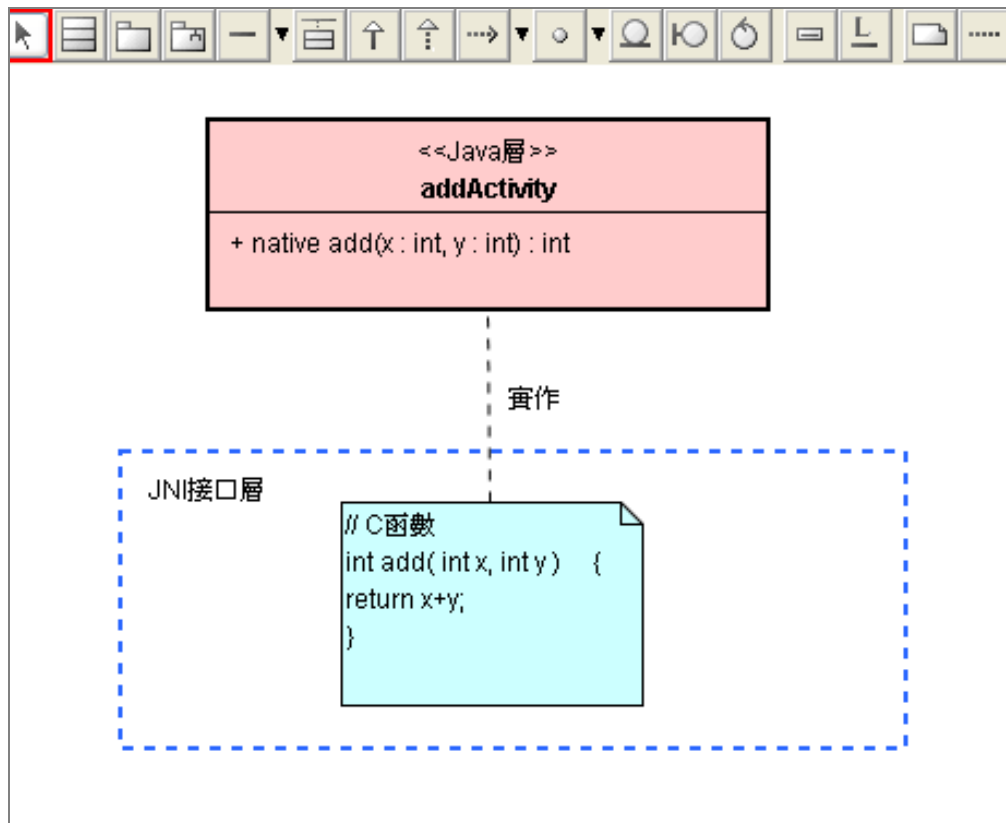 <<Java層>>
addActivity
+ native add(x : int, y : int) : int
實作
JNI接口層
// C函數
int add( int x, int y )    {
return x+y;
}